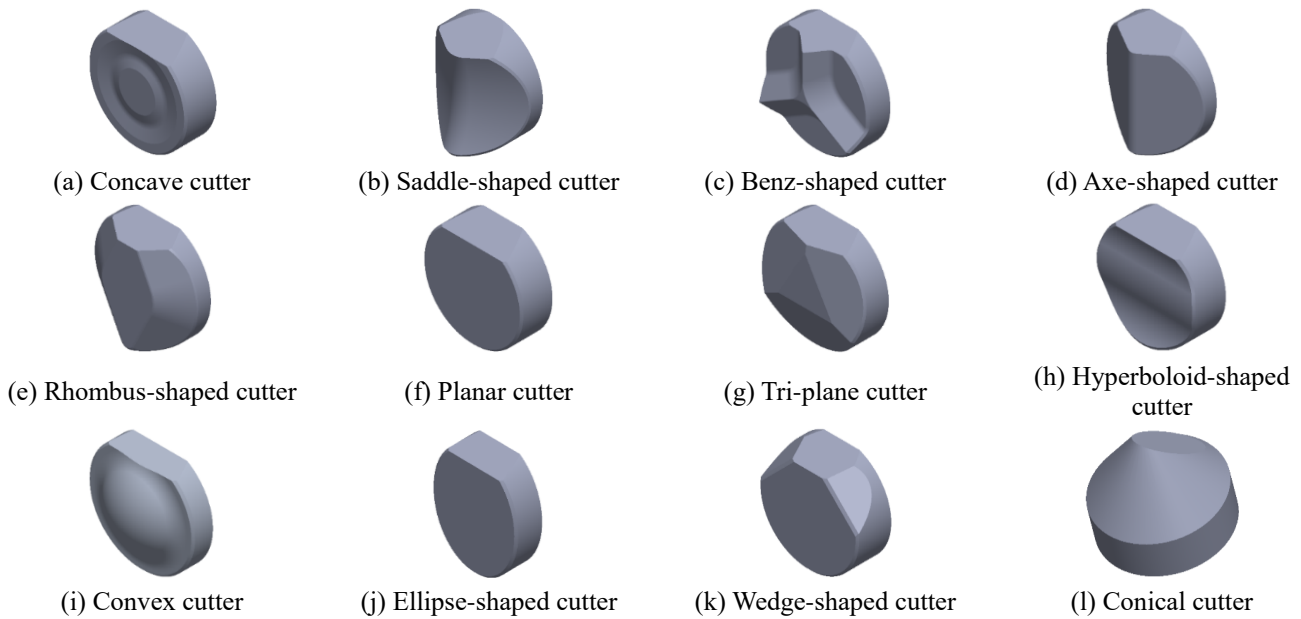 (a) Concave cutter
(b) Saddle-shaped cutter
(c) Benz-shaped cutter
(d) Axe-shaped cutter
(e) Rhombus-shaped cutter
(f) Planar cutter
(g) Tri-plane cutter
(h) Hyperboloid-shaped
cutter
(i) Convex cutter
(j) Ellipse-shaped cutter
(k) Wedge-shaped cutter
(l) Conical cutter